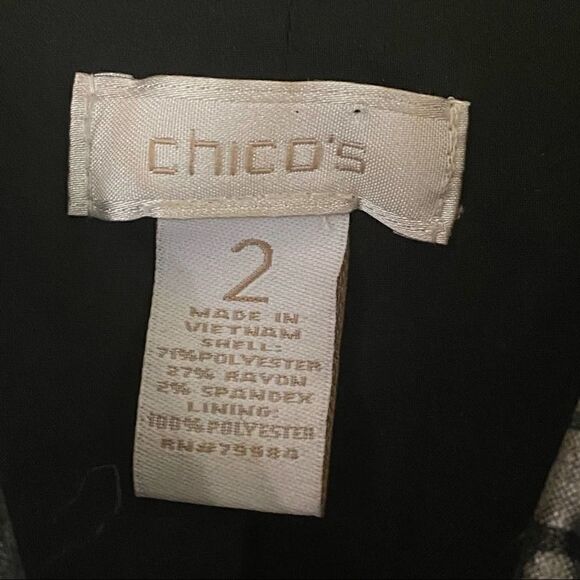 chico's
2
MADE IN
VIETNAM
SHELL:
71%POLYESTER
27% RAYON
2% SPANDEX
LINING:
100%POLYESTER
RN#79984